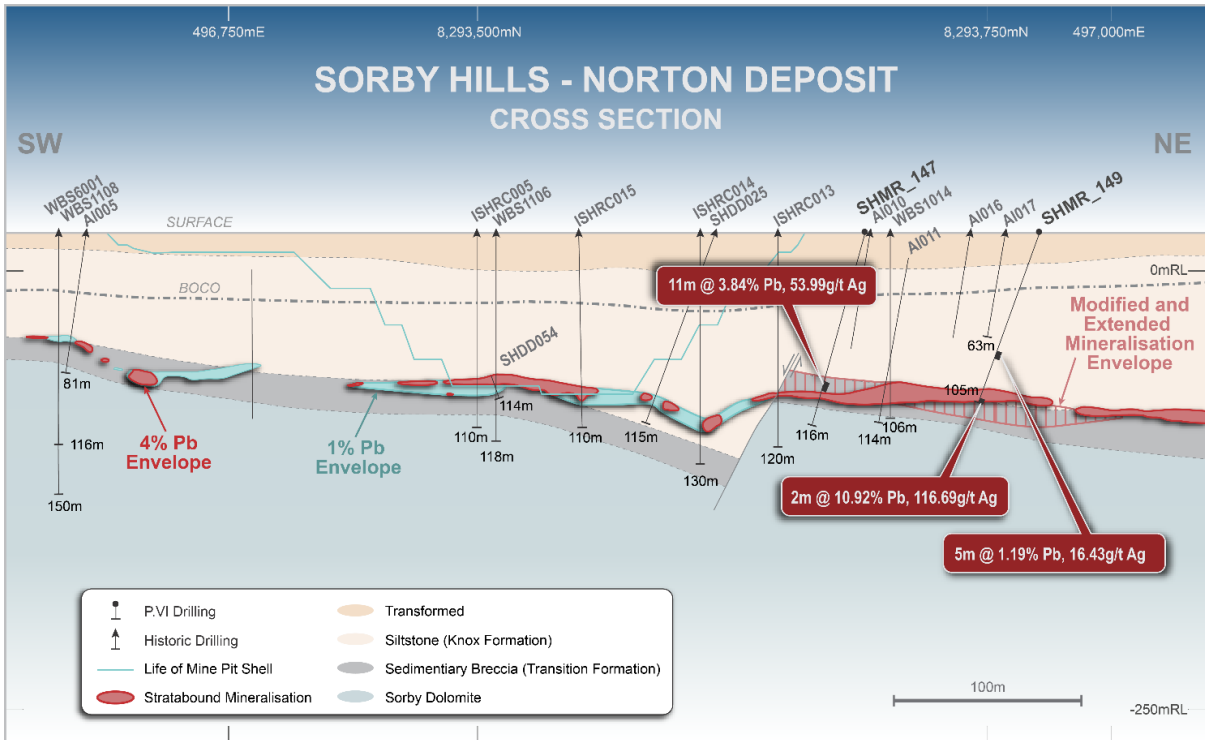 496,750mE
8,293,500mN
8,293,750mN
497,000mE
SORBY HILLS - NORTON DEPOSIT
CROSS SECTION
SW
NE
WBS6001
WBS1108
AI005
ISHRC005
WBS1106
ISHRC015
ISHRC014
SHDD025
ISHRC013
SHMR_147
AI010
WBS1014
AI011
AI016
AI017
SHMR_149
SURFACE
0mRL
BOCO
11m @ 3.84% Pb, 53.99g/t Ag
Modified and
Extended
Mineralisation
Envelope
63m
SHDD054
81m
105m
114m
116m
4% Pb
Envelope
1% Pb
Envelope
110m
118m
110m
115m
130m
120m
116m
114m
106m
150m
2m @ 10.92% Pb, 116.69g/t Ag
5m @ 1.19% Pb, 16.43g/t Ag
P.VI Drilling
Historic Drilling
Life of Mine Pit Shell
Stratabound Mineralisation
Transformed
Siltstone (Knox Formation)
Sedimentiary Breccia (Transition Formation)
Sorby Dolomite
100m
-250mRL